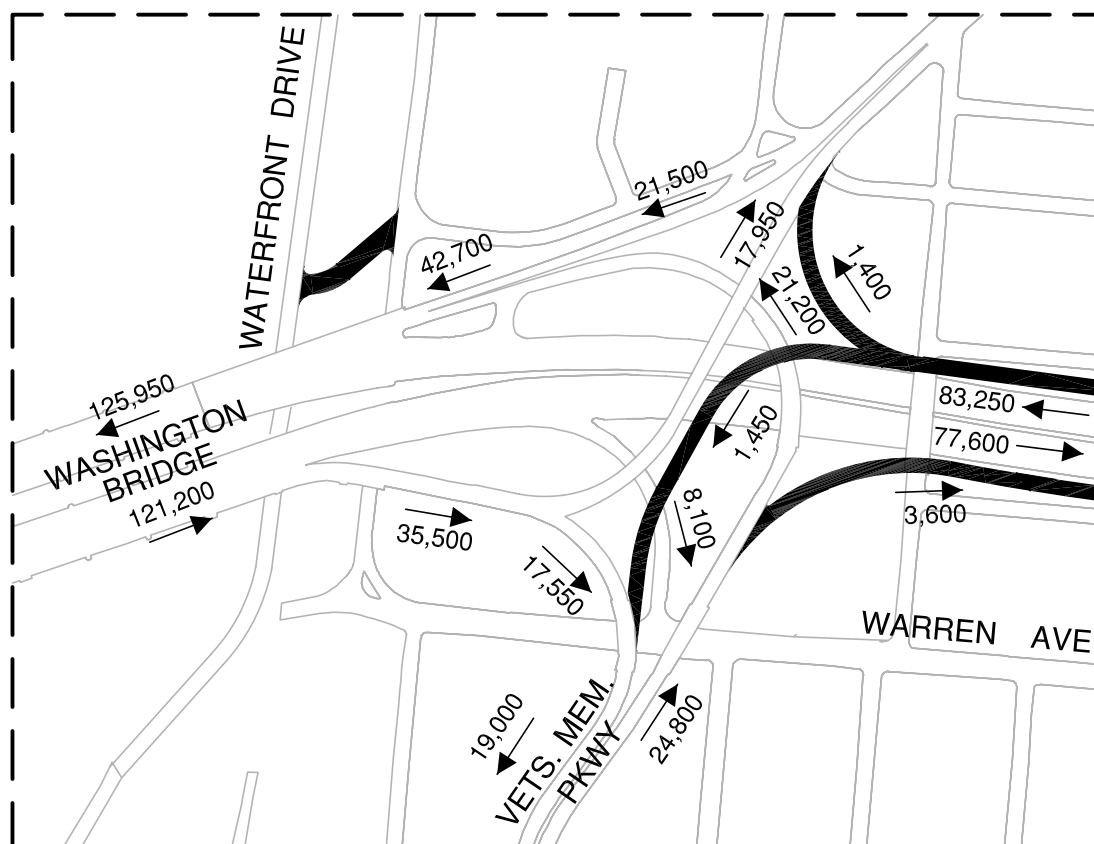 WATERFRONT DRIVE
21,500
42,700
17,950
1,400
21,200
125,950
83,250
WASHINGTON
BRIDGE
1,450
77,600
121,200
8,100
35,500
3,600
17,550
WARREN AVE
19,000
VETS. MEM.
PKWY
24,800